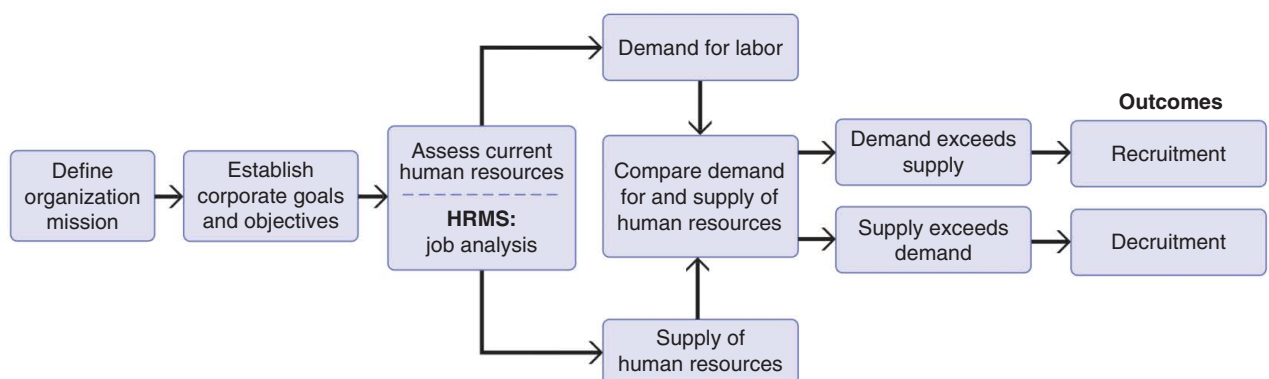 Define
organization
mission
Establish
corporate goals
and objectives
Assess current
human resources
HRMS:
job analysis
Demand for labor
Compare demand
for and supply of
human resources
Supply of
human resources
Demand exceeds
supply
Supply exceeds
demand
Outcomes
Recruitment
Decruitment